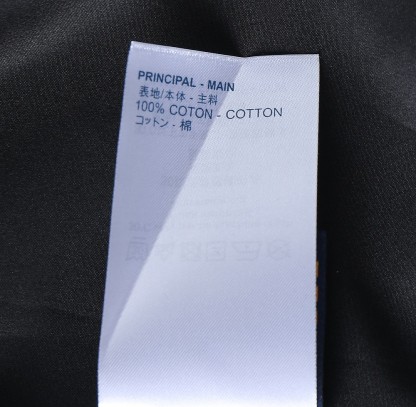 PRINCIPAL - MAIN
表地/本体 - 主料
100% COTON - COTTON
コットン - 棉